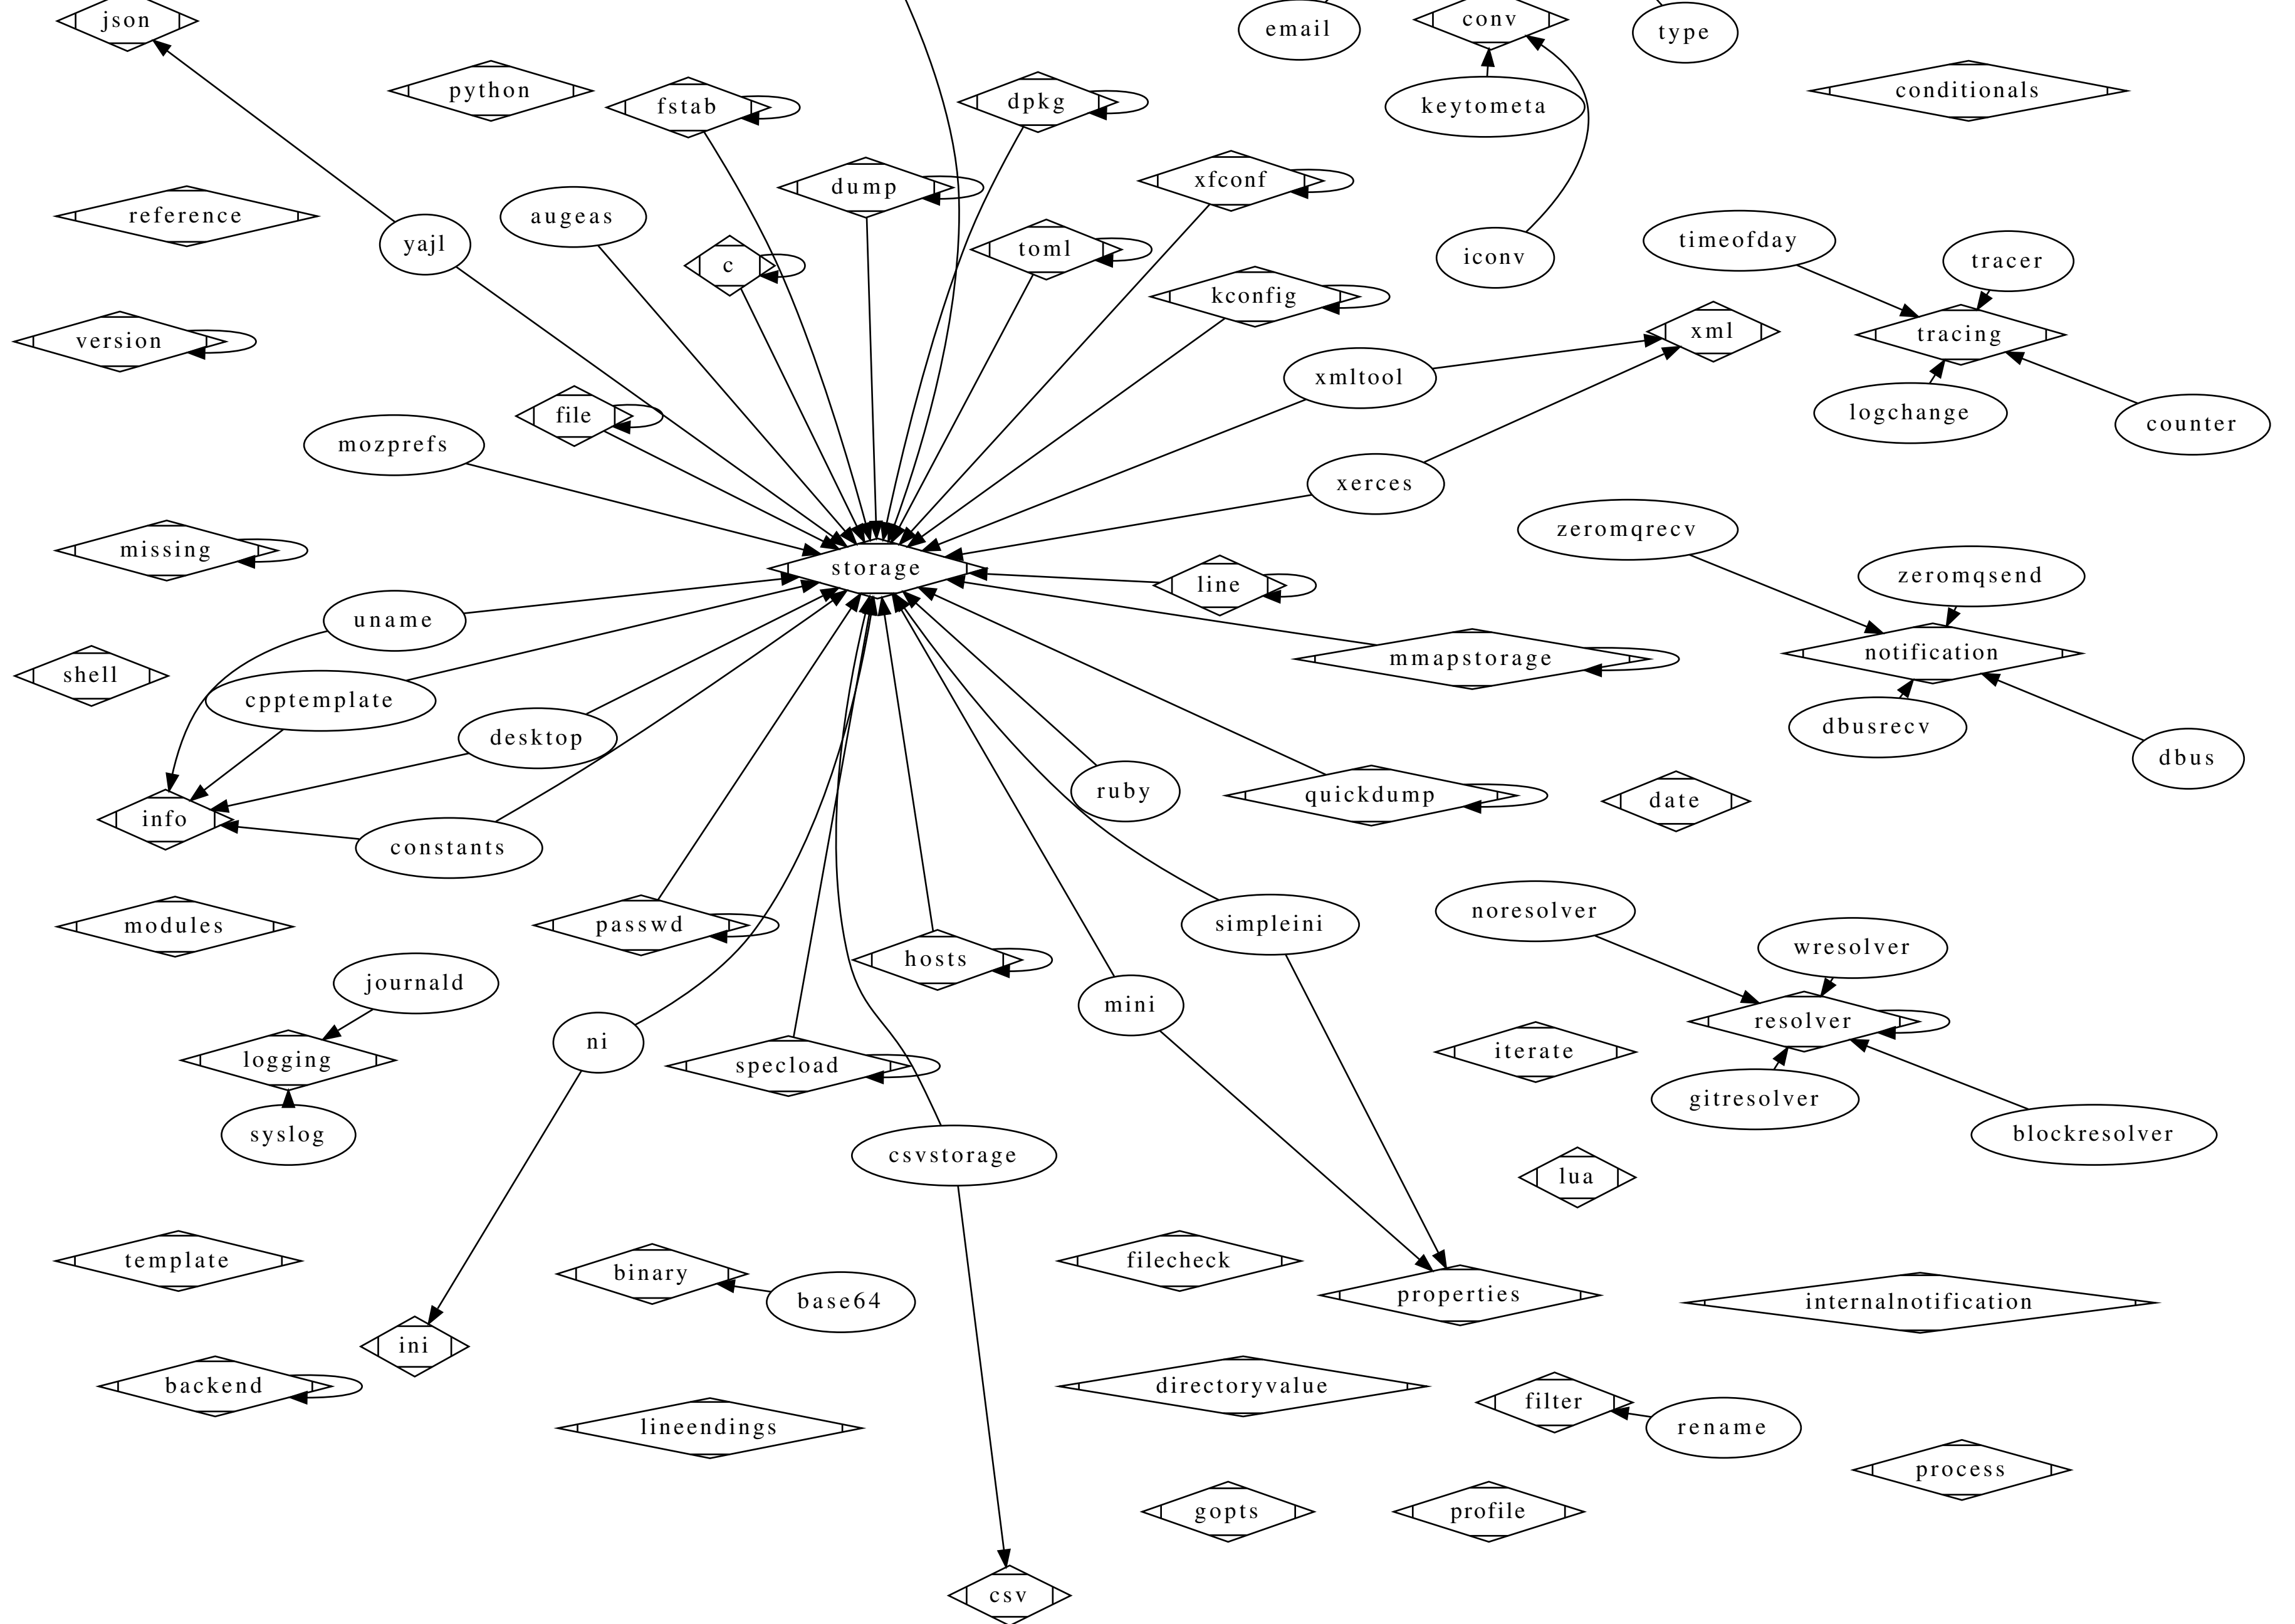 json
email
conv
type
python
fstab
dpkg
keytometa
conditionals
dump
xfconf
reference
augeas
yajl
toml
iconv
timeofday
tracer
c
kconfig
version
xml
tracing
xmltool
file
logchange
counter
mozprefs
xerces
zeromqrecv
missing
storage
line
zeromqsend
uname
shell
mmapstorage
notification
cpptemplate
desktop
dbusrecv
dbus
ruby
quickdump
date
info
constants
modules
passwd
simpleini
noresolver
wresolver
hosts
journald
mini
ni
resolver
logging
specload
iterate
gitresolver
syslog
csvstorage
blockresolver
lua
template
binary
base64
filecheck
properties
internalnotification
ini
backend
directoryvalue
filter
lineendings
rename
process
gopts
profile
csv